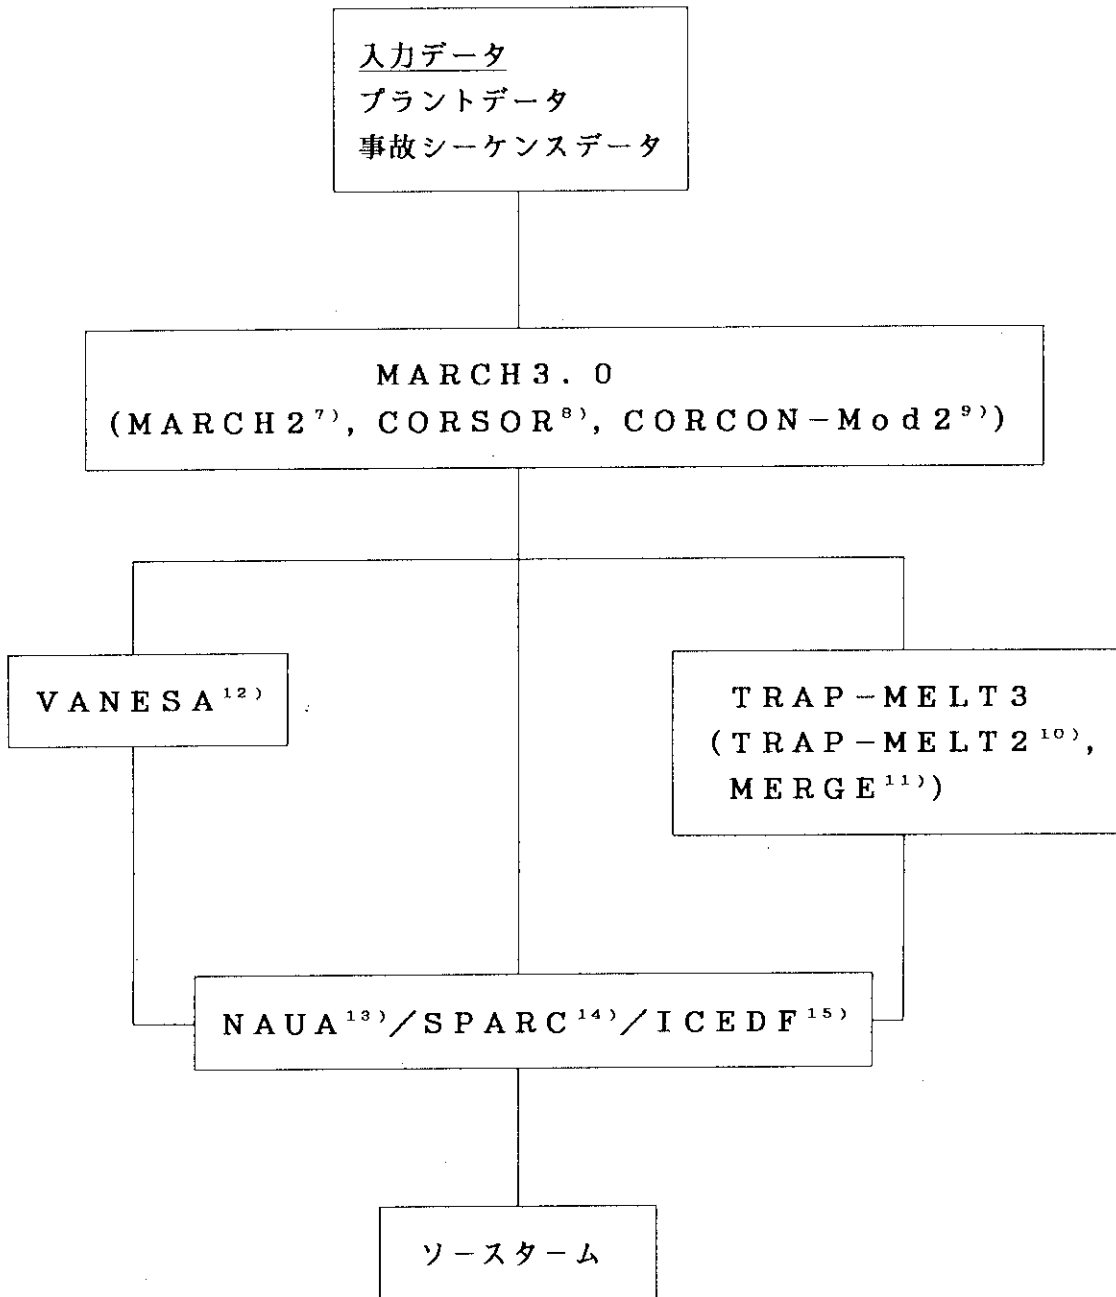 入力データ
プラントデータ
事故シーケンスデータ
MARCH3.0
(MARCH2⁷⁾, CORSOR⁸⁾, CORCON-Mod2⁹⁾)
VANESA¹²⁾
TRAP-MELT3
(TRAP-MELT2¹⁰⁾,
MERGE¹¹⁾)
NAUA¹³⁾/SPARC¹⁴⁾/ICEDF¹⁵⁾
ソースターム